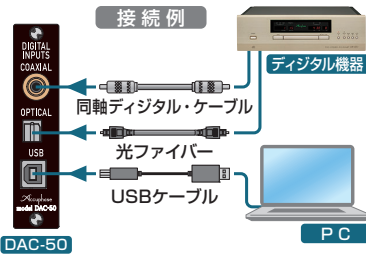 接続例
DIGITAL
INPUTS
COAXIAL
ディジタル機器
同軸ディジタル・ケーブル
OPTICAL
光ファイバー
USB
USBケーブル
Accuphase
model DAC-50
DAC-50
PC